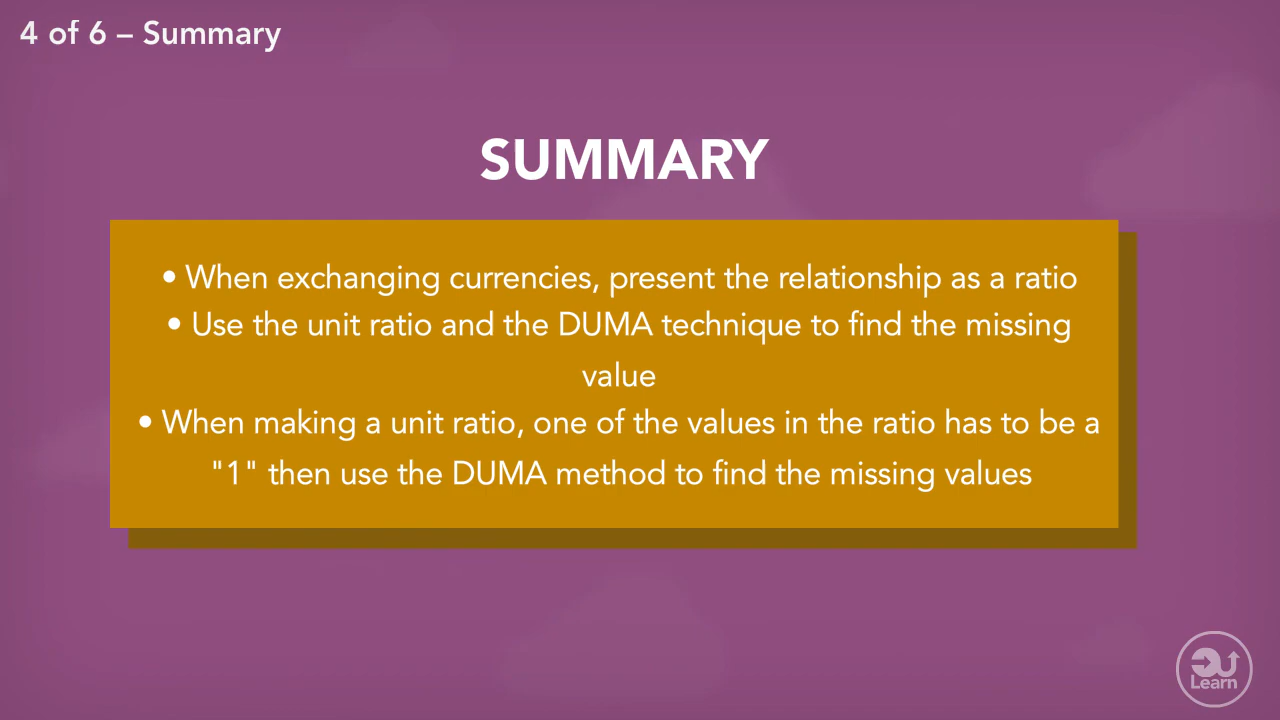 4 of 6 – Summary
SUMMARY
• When exchanging currencies, present the relationship as a ratio
• Use the unit ratio and the DUMA technique to find the missing
value
• When making a unit ratio, one of the values in the ratio has to be a
"1" then use the DUMA method to find the missing values
Learn